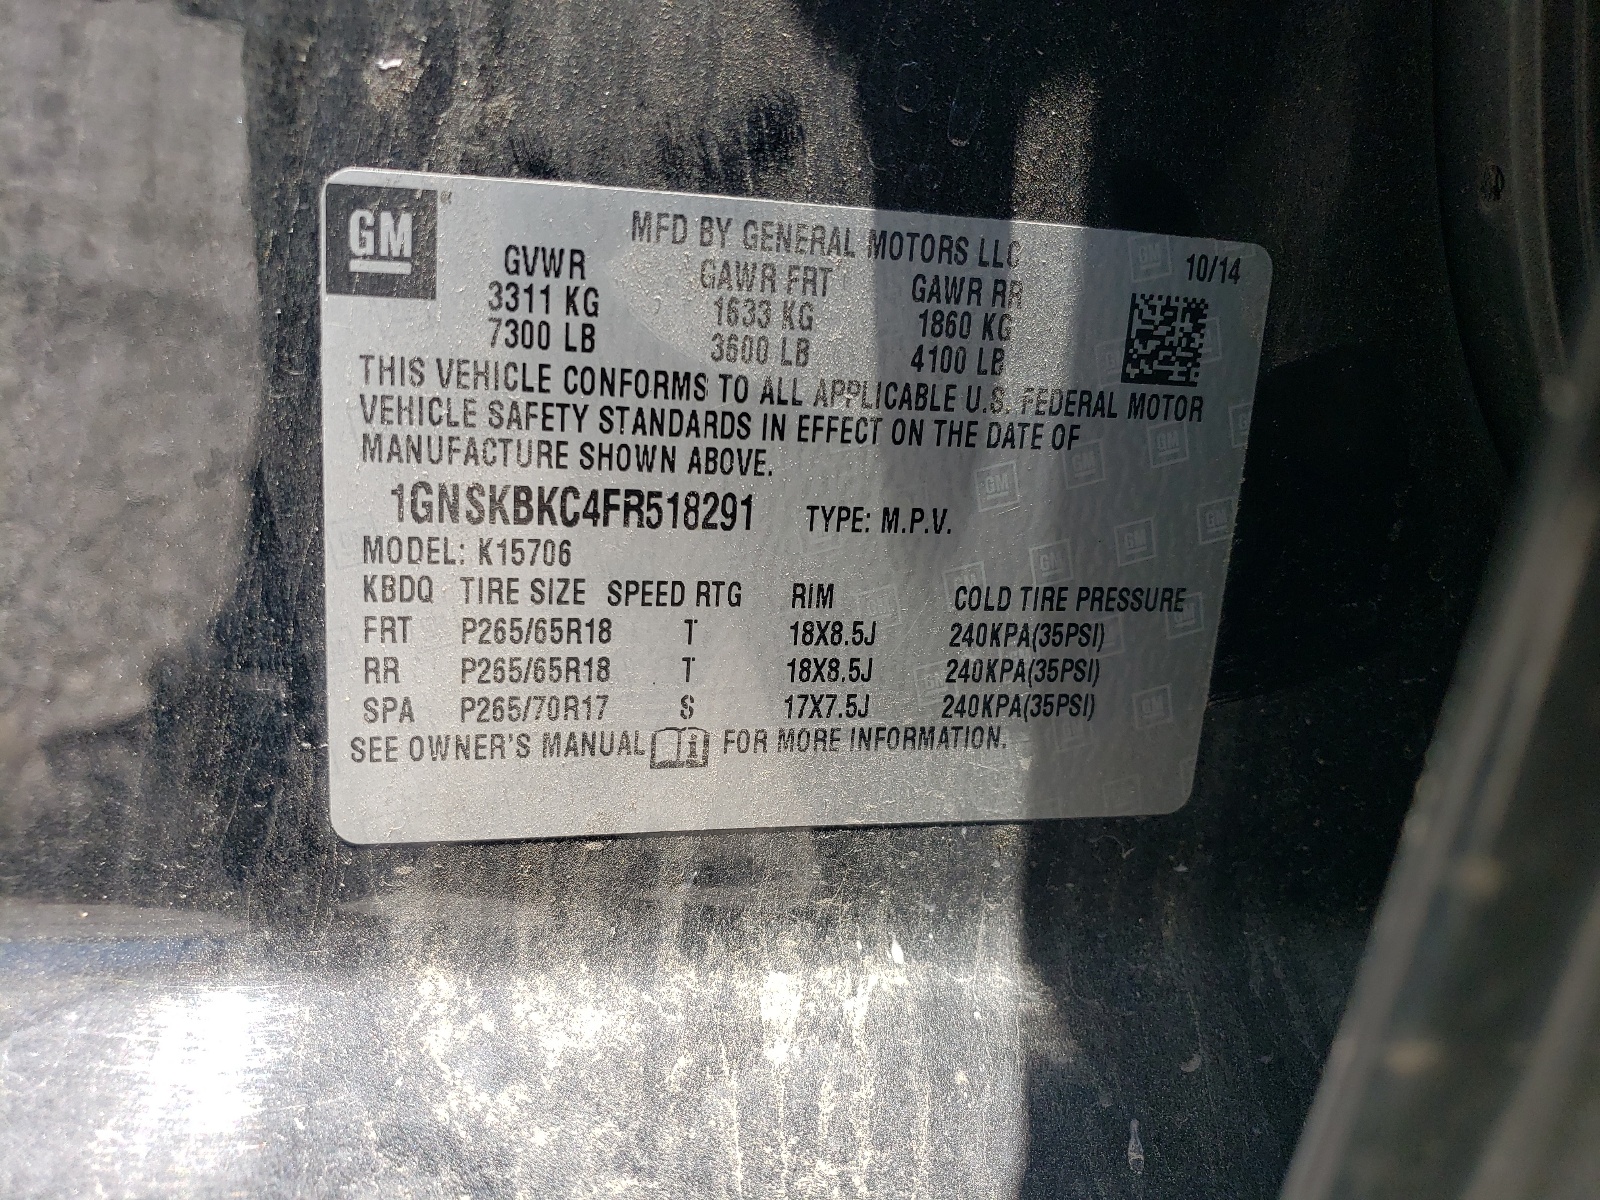 GM
MFD BY GENERAL MOTORS LLC
10/14
GVWR GAWR FRT GAWR RR
3311 KG 1633 KG 1860 KG
7300 LB 3600 LB 4100 LB
THIS VEHICLE CONFORMS TO ALL APPLICABLE U.S. FEDERAL MOTOR
VEHICLE SAFETY STANDARDS IN EFFECT ON THE DATE OF
MANUFACTURE SHOWN ABOVE.
1GNSKBKC4FR518291 TYPE: M.P.V.
MODEL: K15706
KBDQ TIRE SIZE SPEED RTG RIM COLD TIRE PRESSURE
FRT P265/65R18 T 18X8.5J 240KPA(35PSI)
RR P265/65R18 T 18X8.5J 240KPA(35PSI)
SPA P265/70R17 S 17X7.5J 240KPA(35PSI)
SEE OWNER'S MANUAL i FOR MORE INFORMATION.